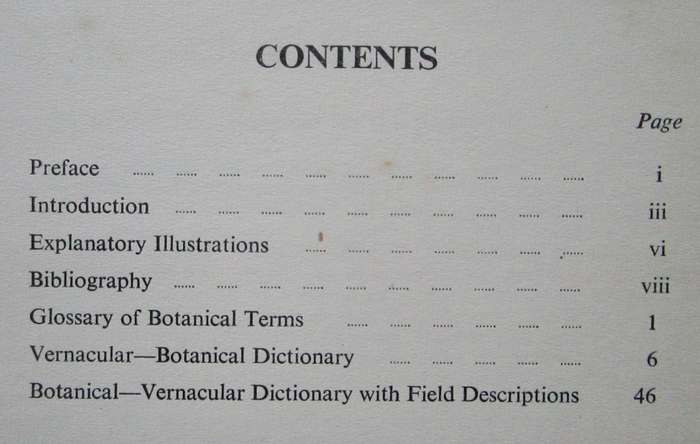 CONTENTS
Page
Preface ...... ...... ...... ...... ...... ...... ...... ...... ...... ...... ...... i
Introduction ...... ...... ...... ...... ...... ...... ...... ...... ...... ...... iii
Explanatory Illustrations ...... ...... ...... ...... ...... ...... ...... vi
Bibliography ...... ...... ...... ...... ...... ...... ...... ...... ...... ...... viii
Glossary of Botanical Terms ...... ...... ...... ...... ...... ...... 1
Vernacular—Botanical Dictionary ...... ...... ...... ...... ...... 6
Botanical—Vernacular Dictionary with Field Descriptions 46